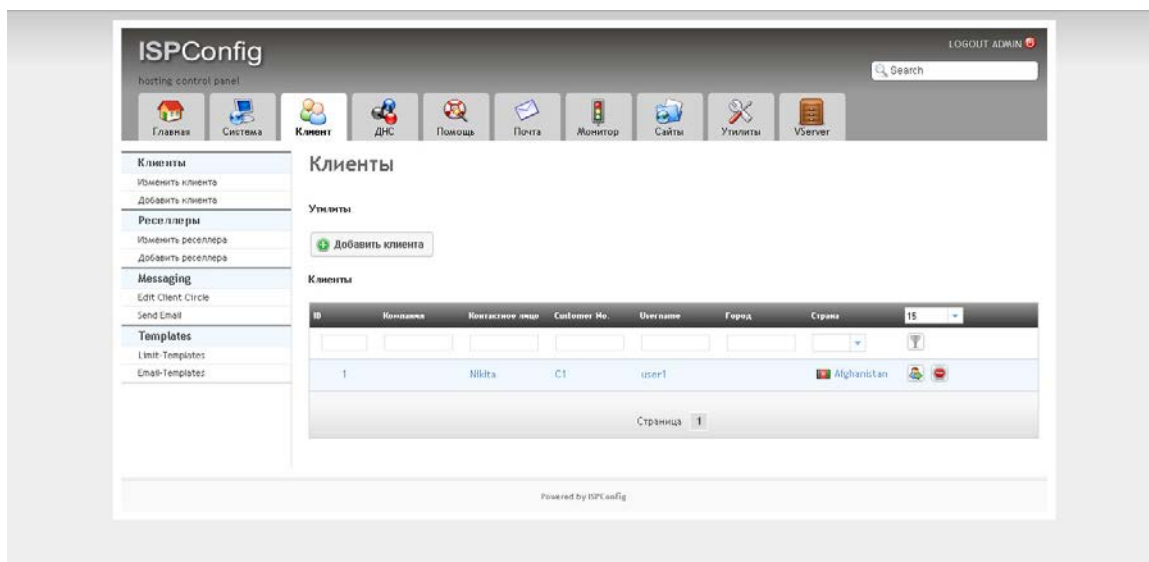 ISPConfig
hosting control panel
LOGOUT ADMIN
Search
Главная Система Клиент ДНС Помощь Почта Монитор Сайты Утилиты VServer
Клиенты
Изменить клиента
Добавить клиента
Реселлеры
Изменить реселлера
Добавить реселлера
Messaging
Edit Client Circle
Send Email
Templates
Limit-Templates
Email-Templates
Клиенты
Утилиты
Добавить клиента
Клиенты
ID Компания Контактное лицо Customer No. Username Город Страна 15
1 Nikita C1 user1 Afghanistan
Страница 1
Powered by ISPConfig